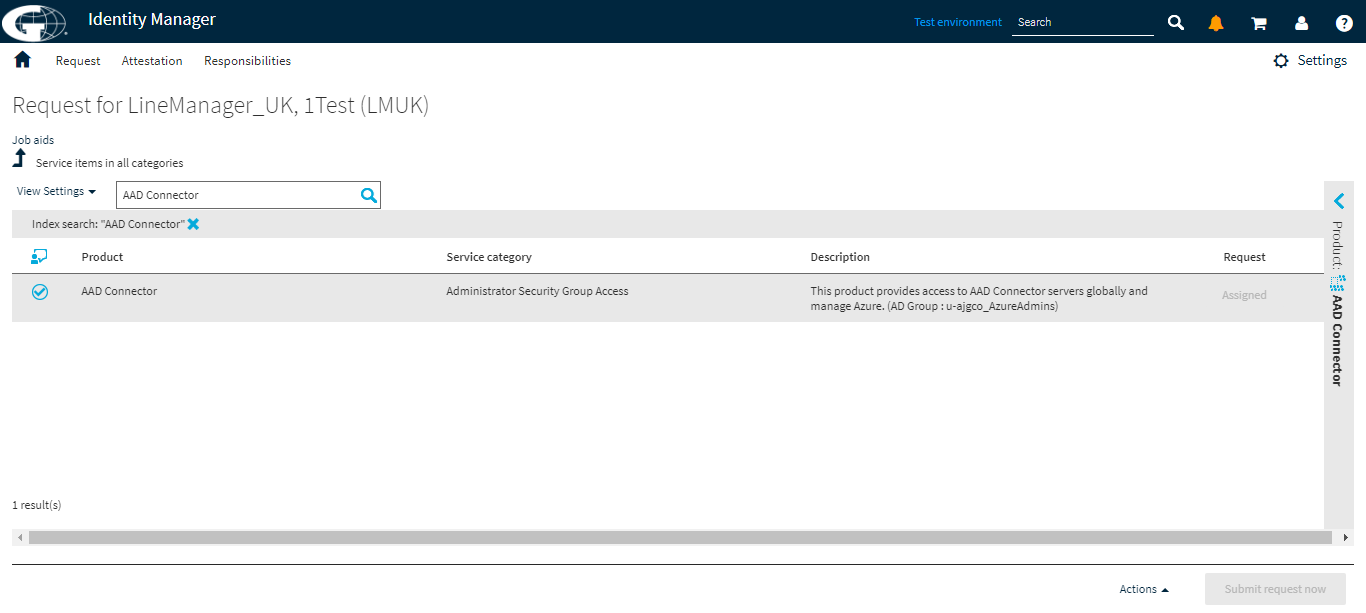 Identity Manager
Test environment
Search
?
Request
Attestation
Responsibilities
Settings
Request for LineManager_UK, 1Test (LMUK)
Job aids
Service items in all categories
View Settings
AAD Connector
Index search: "AAD Connector"
Product
Service category
Description
Request
AAD Connector
Administrator Security Group Access
This product provides access to AAD Connector servers globally and
manage Azure. (AD Group : u-ajgco_AzureAdmins)
Assigned
Product: AAD Connector
1 result(s)
Actions
Submit request now